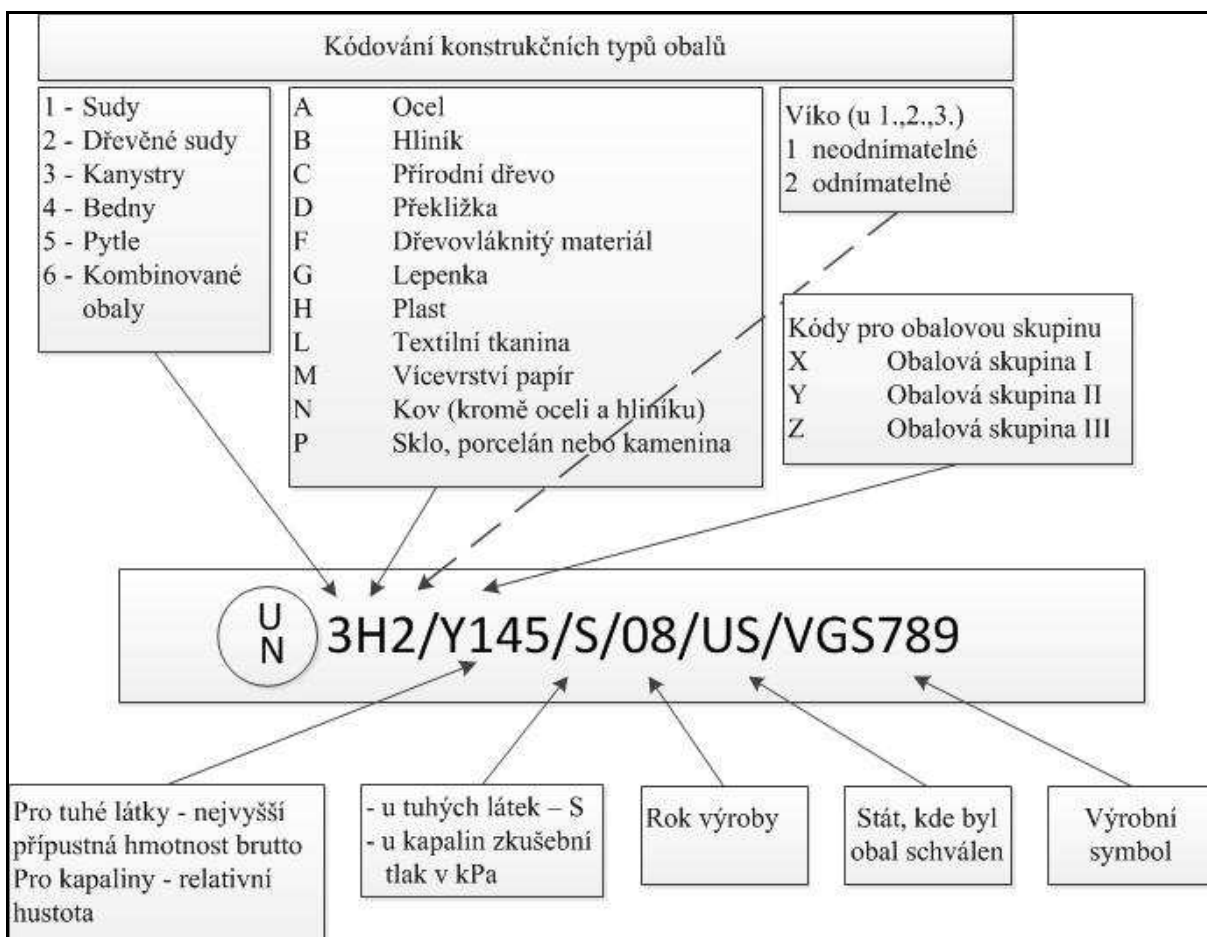 Kódování konstrukčních typů obalů
1 - Sudy
2 - Dřevěné sudy
3 - Kanystry
4 - Bedny
5 - Pytle
6 - Kombinované
obaly
A Ocel
B Hliník
C Přírodní dřevo
D Překližka
F Dřevovláknitý materiál
G Lepenka
H Plast
L Textilní tkanina
M Vícevrství papír
N Kov (kromě oceli a hliníku)
P Sklo, porcelán nebo kamenina
Víko (u 1.,2.,3.)
1 neodnímatelné
2 odnímatelné
Kódy pro obalovou skupinu
X Obalová skupina I
Y Obalová skupina II
Z Obalová skupina III
U
N
3H2/Y145/S/08/US/VGS789
Pro tuhé látky - nejvyšší
přípustná hmotnost brutto
Pro kapaliny - relativní
hustota
- u tuhých látek – S
- u kapalin zkušební
tlak v kPa
Rok výroby
Stát, kde byl
obal schválen
Výrobní
symbol